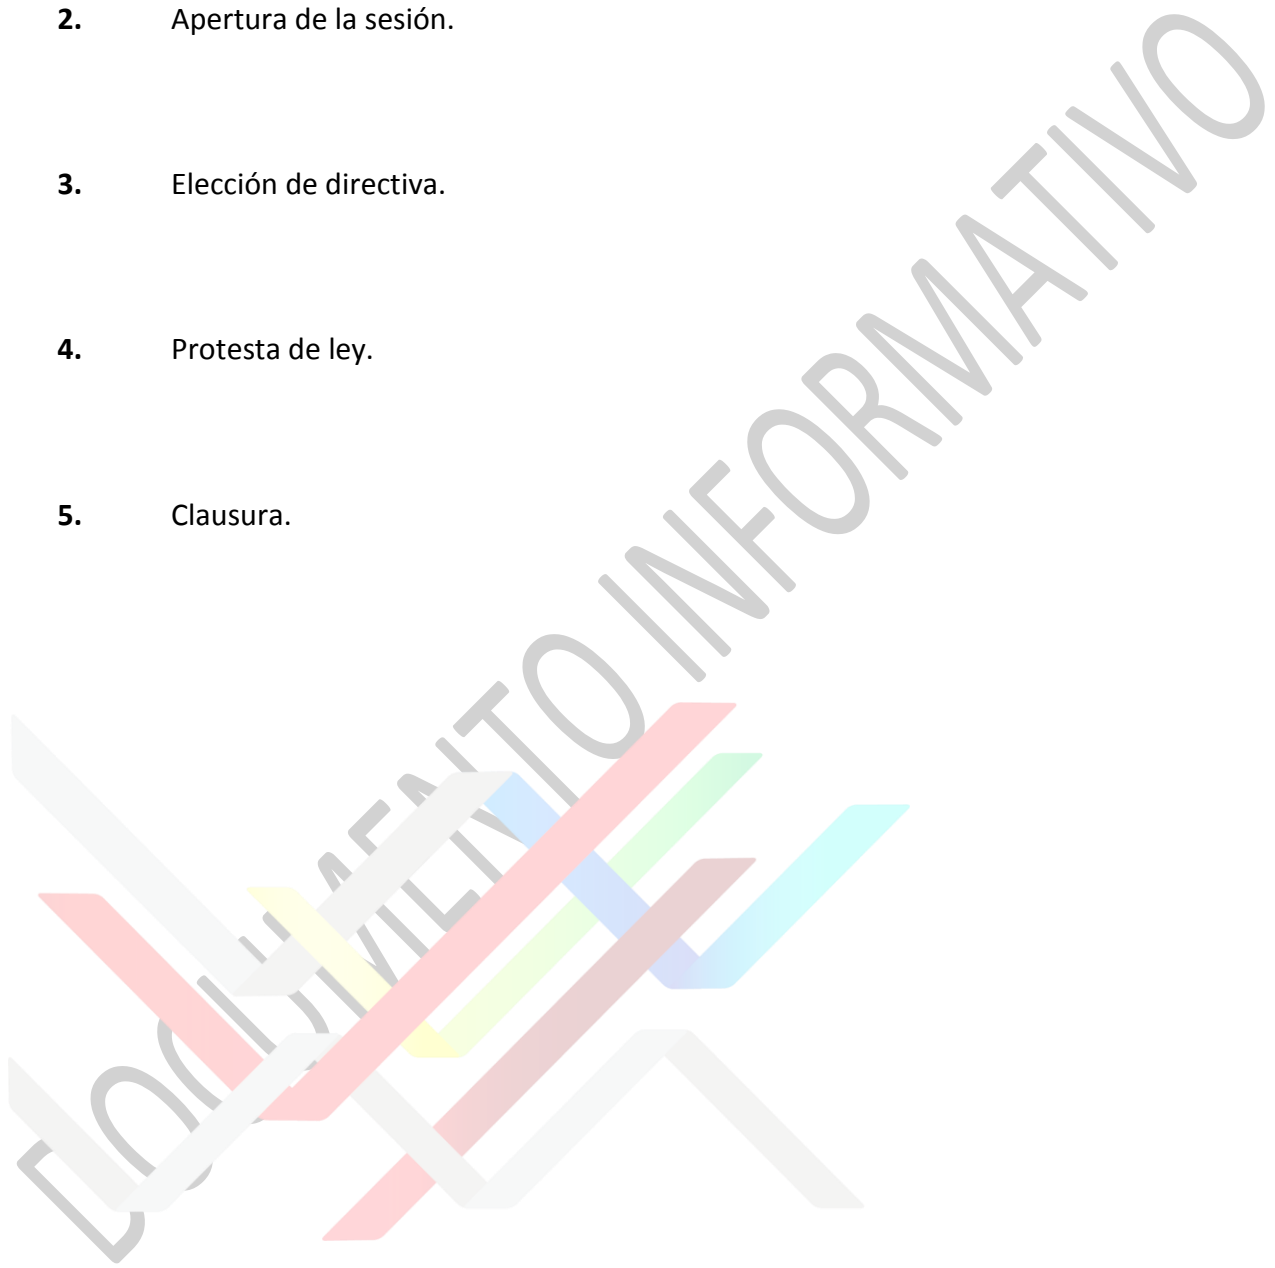 2. Apertura de la sesión.
3. Elección de directiva.
4. Protesta de ley.
5. Clausura.
DOCUMENTO INFORMATIVO